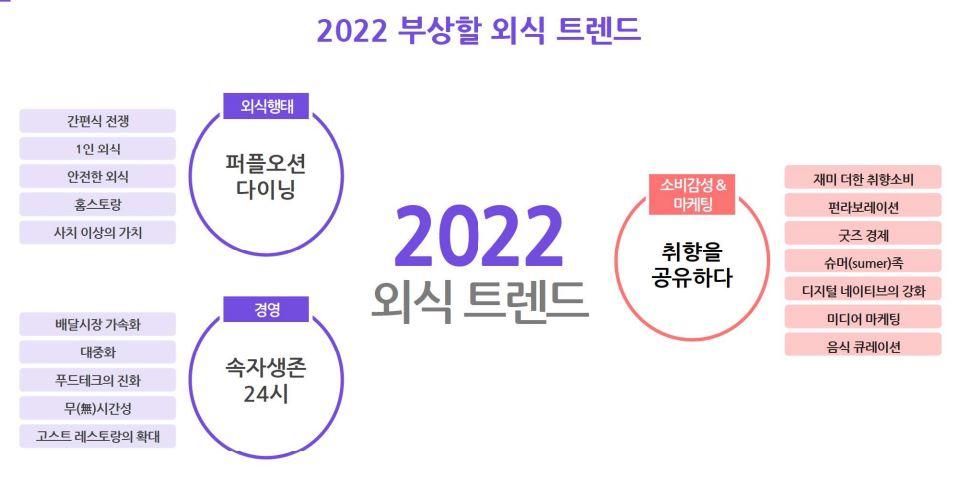 2022 부상할 외식 트렌드
외식행태
퍼플오션
다이닝
간편식 전쟁
1인 외식
안전한 외식
홈스토랑
사치 이상의 가치
경영
속자생존
24시
배달시장 가속화
대중화
푸드테크의 진화
무(無)시간성
고스트 레스토랑의 확대
2022
외식 트렌드
소비감성 &
마케팅
취향을
공유하다
재미 더한 취향소비
펀라보레이션
굿즈 경제
슈머(sumer)족
디지털 네이티브의 강화
미디어 마케팅
음식 큐레이션